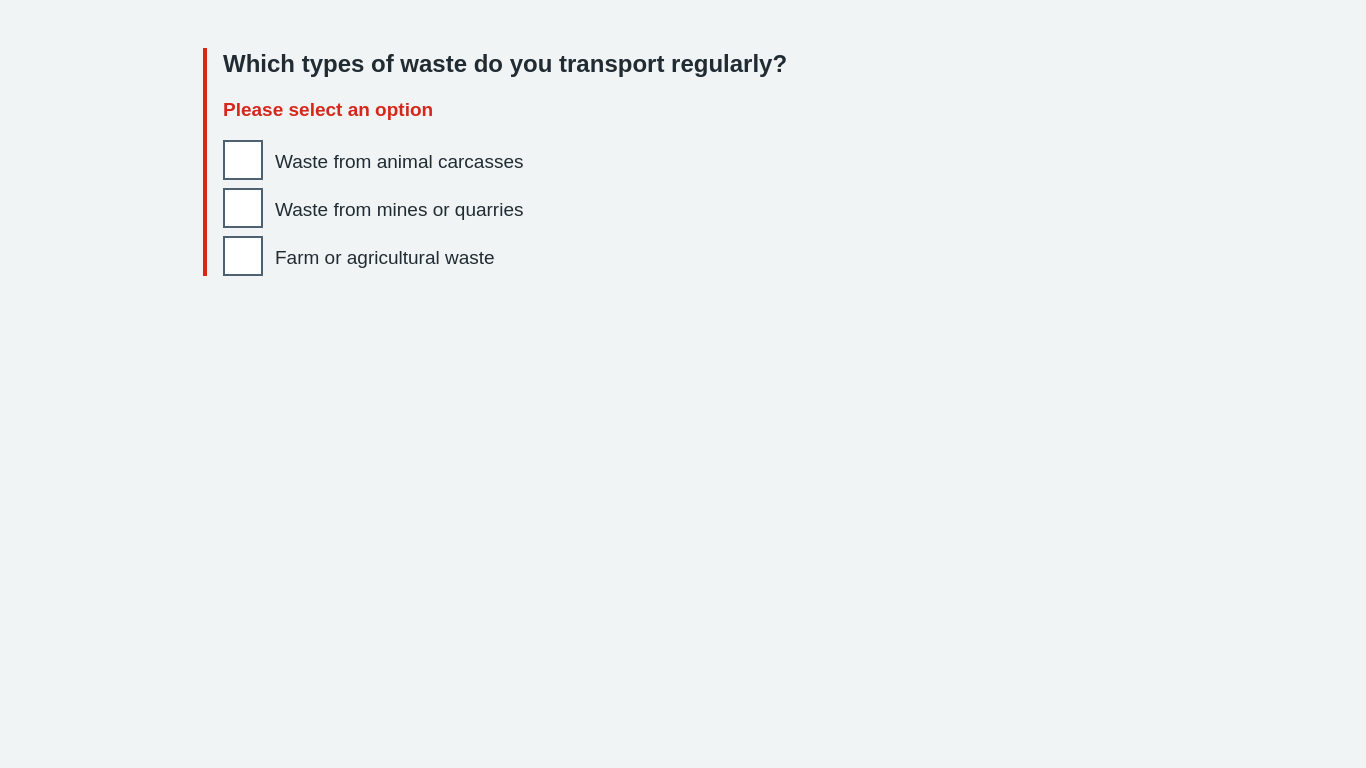 Which types of waste do you transport regularly?
Please select an option
Waste from animal carcasses
Waste from mines or quarries
Farm or agricultural waste